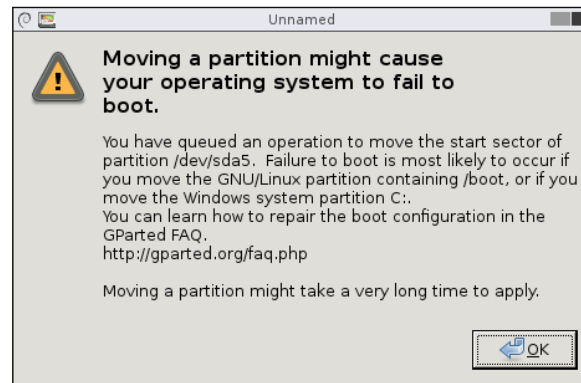 Unnamed
Moving a partition might cause
your operating system to fail to
boot.
You have queued an operation to move the start sector of
partition /dev/sda5. Failure to boot is most likely to occur if
you move the GNU/Linux partition containing /boot, or if you
move the Windows system partition C:.
You can learn how to repair the boot configuration in the
GParted FAQ.
http://gparted.org/faq.php
Moving a partition might take a very long time to apply.
OK